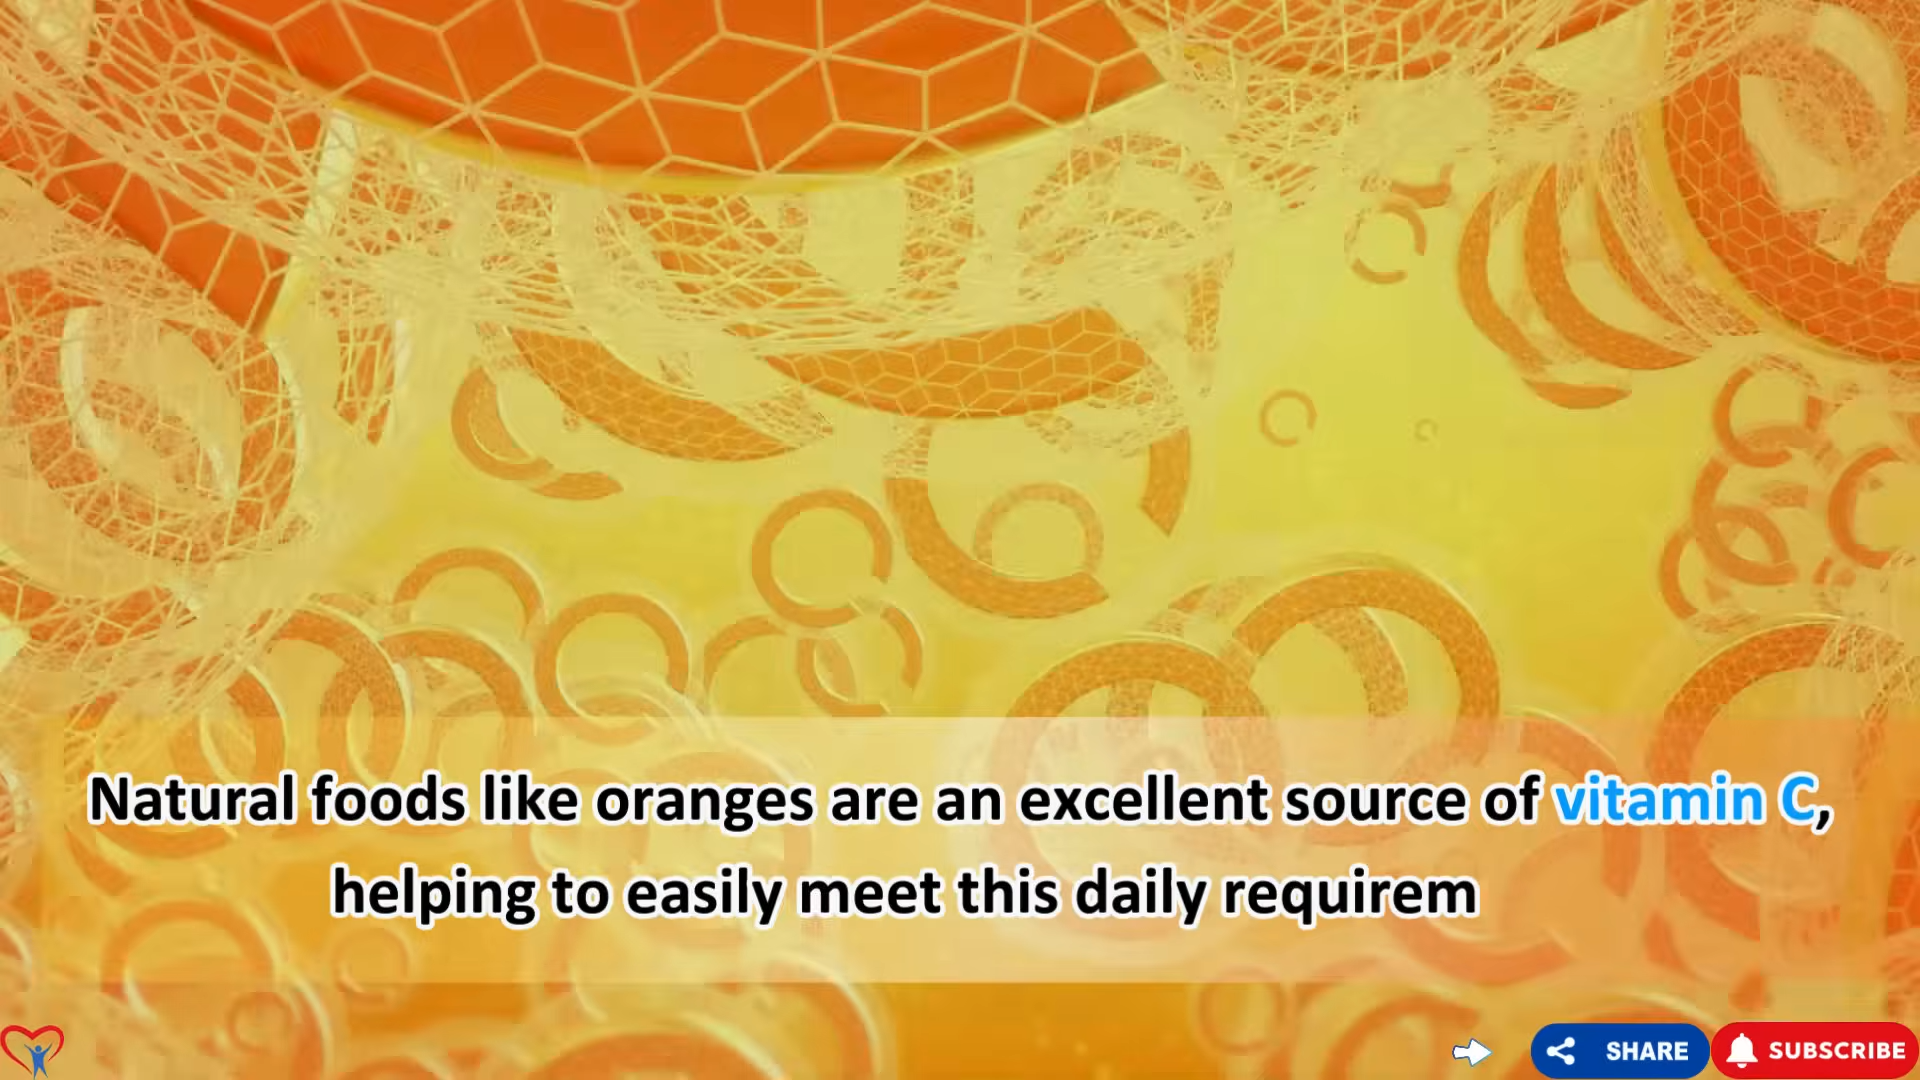 Natural foods like oranges are an excellent source of vitamin C,
helping to easily meet this daily requirem
SHARE
SUBSCRIBE